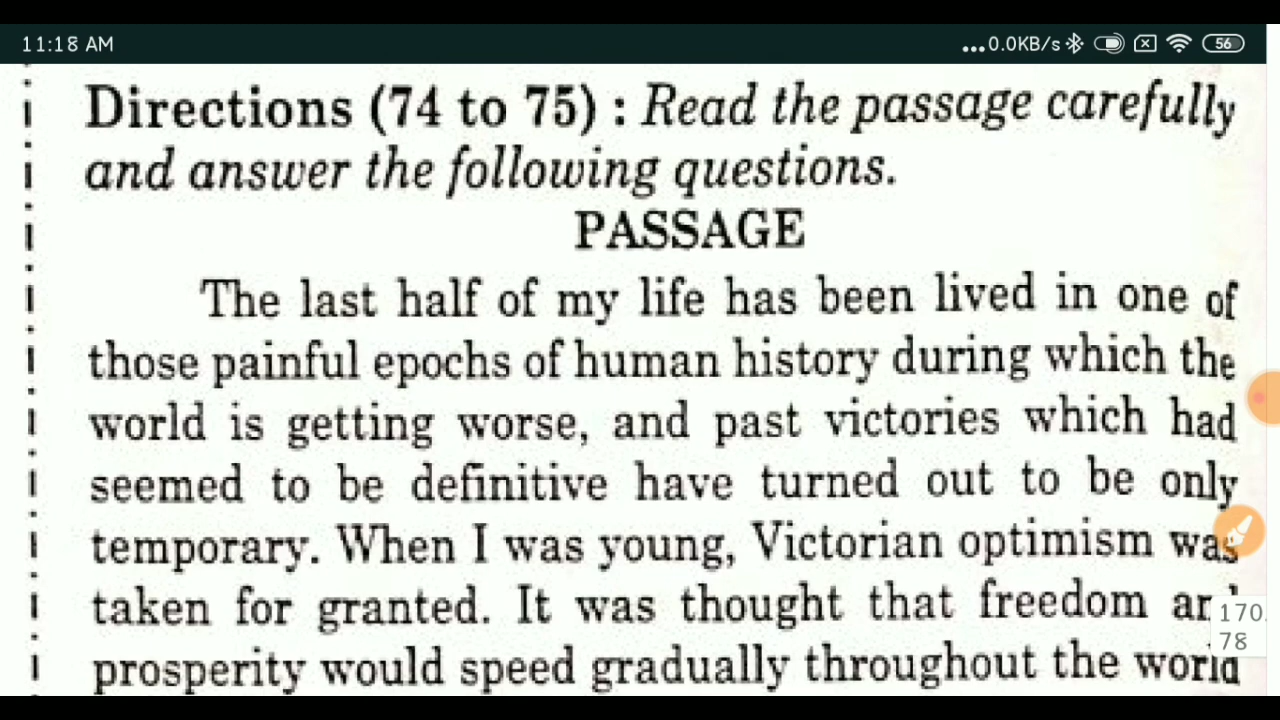 11:18 AM
...0.0KB/s 56
Directions (74 to 75) : Read the passage carefully
and answer the following questions.
PASSAGE
The last half of my life has been lived in one of
those painful epochs of human history during which the
world is getting worse, and past victories which had
seemed to be definitive have turned out to be only
temporary. When I was young, Victorian optimism was
taken for granted. It was thought that freedom
170
prosperity would speed gradually throughout the world
78